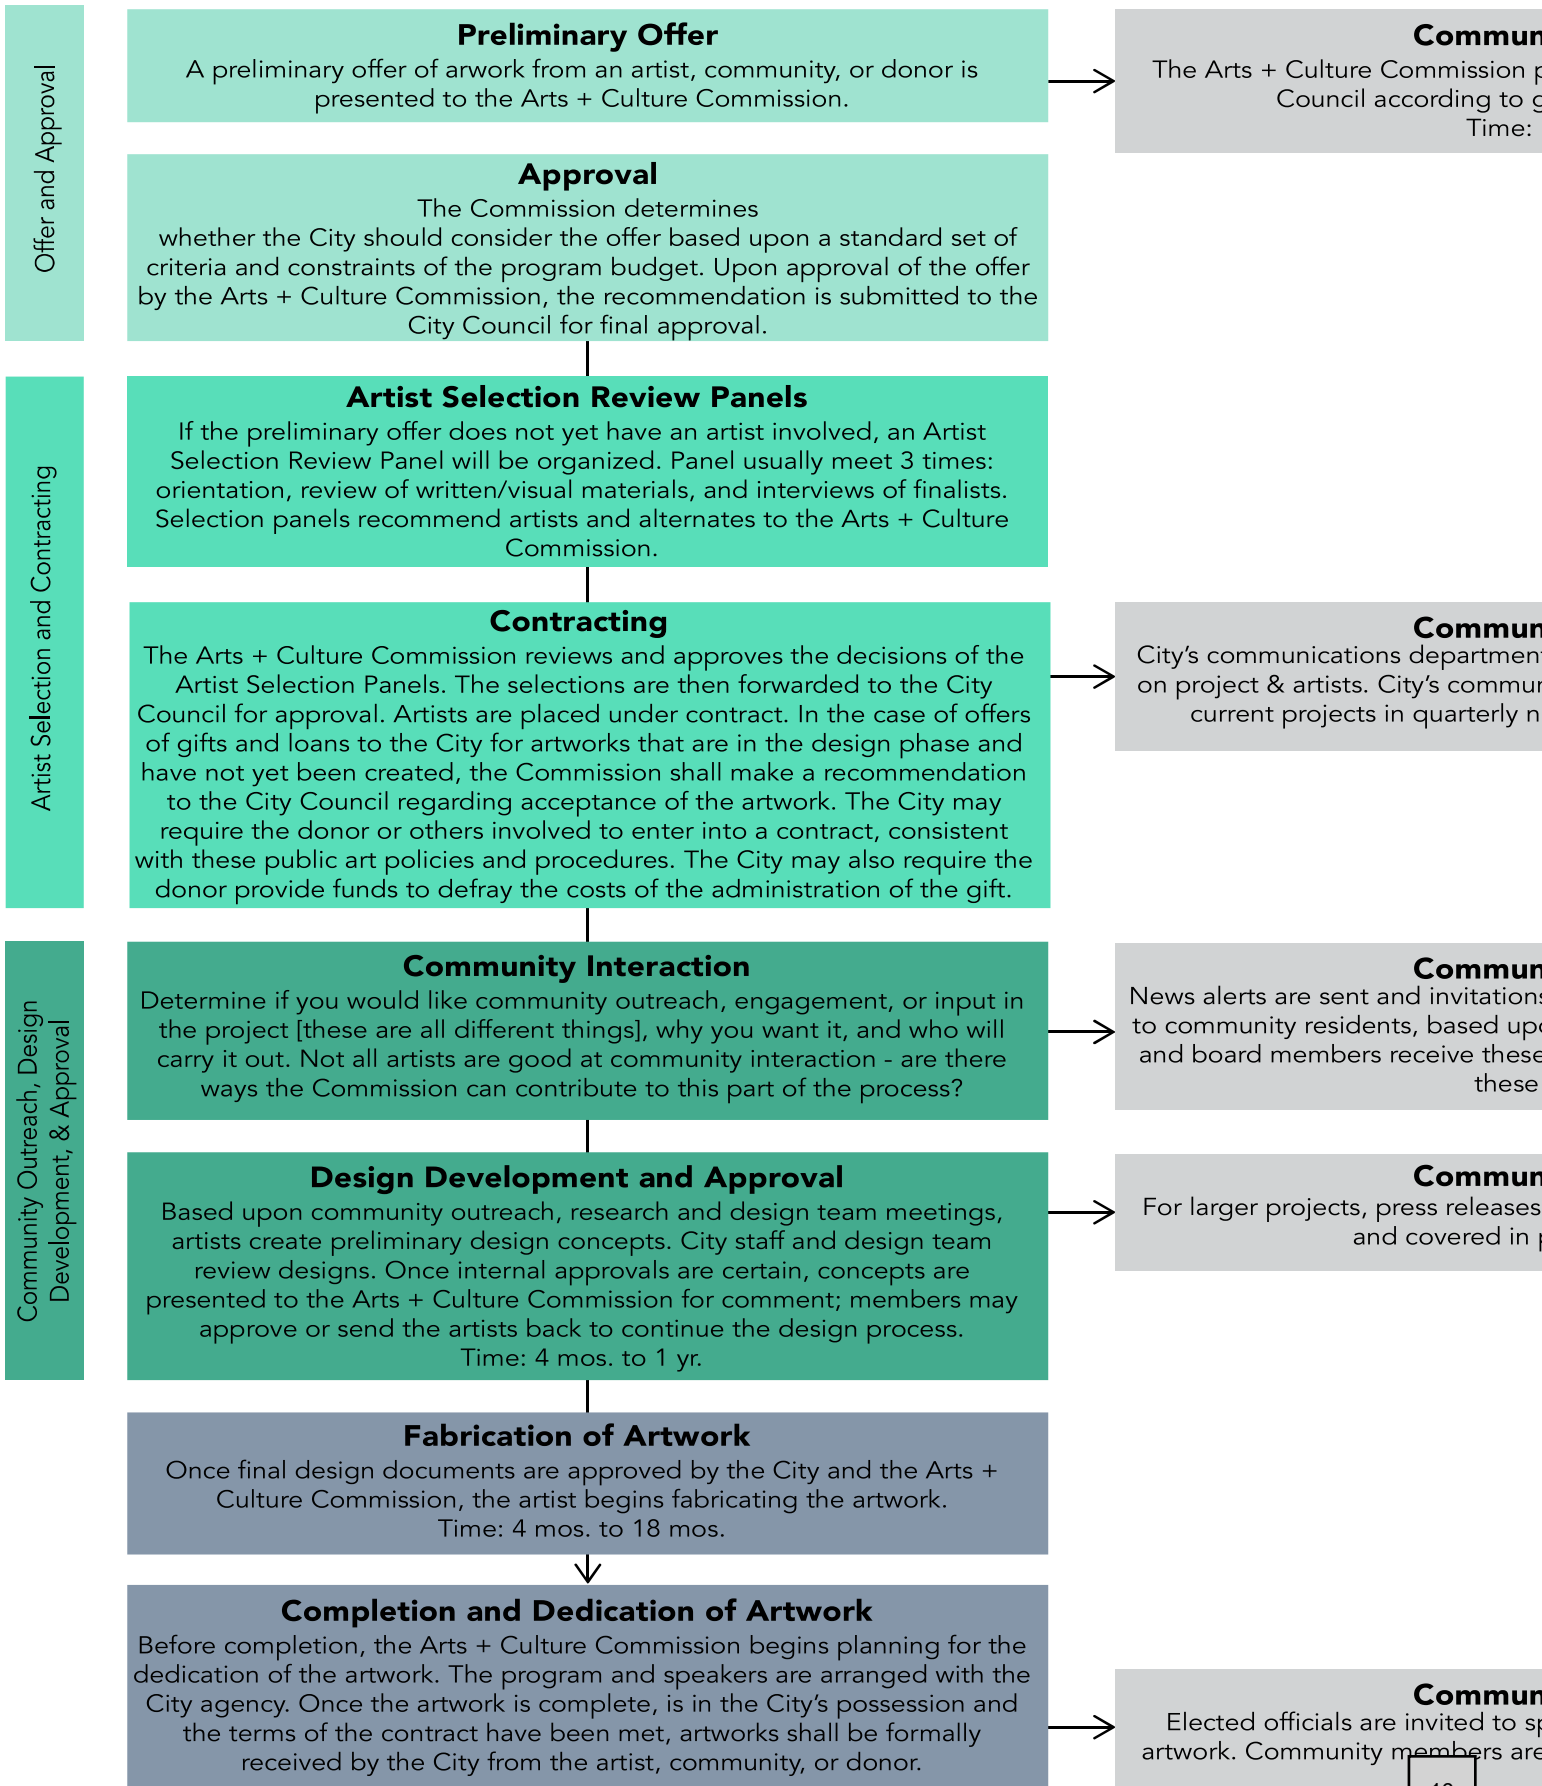 Offer and Approval
Preliminary Offer
A preliminary offer of arwork from an artist, community, or donor is
presented to the Arts + Culture Commission.
The Arts + Culture Commission
Council according to
Time:
Approval
The Commission determines
whether the City should consider the offer based upon a standard set of
criteria and constraints of the program budget. Upon approval of the offer
by the Arts + Culture Commission, the recommendation is submitted to the
City Council for final approval.
Artist Selection and Contracting
Artist Selection Review Panels
If the preliminary offer does not yet have an artist involved, an Artist
Selection Review Panel will be organized. Panel usually meet 3 times:
orientation, review of written/visual materials, and interviews of finalists.
Selection panels recommend artists and alternates to the Arts + Culture
Commission.
Contracting
The Arts + Culture Commission reviews and approves the decisions of the
Artist Selection Panels. The selections are then forwarded to the City
Council for approval. Artists are placed under contract. In the case of offers
of gifts and loans to the City for artworks that are in the design phase and
have not yet been created, the Commission shall make a recommendation
to the City Council regarding acceptance of the artwork. The City may
require the donor or others involved to enter into a contract, consistent
with these public art policies and procedures. The City may also require the
donor provide funds to defray the costs of the administration of the gift.
City's communications department
on project & artists. City's
current projects in quarterly
Community Outreach, Design
Development, & Approval
Community Interaction
Determine if you would like community outreach, engagement, or input in
the project [these are all different things], why you want it, and who will
carry it out. Not all artists are good at community interaction - are there
ways the Commission can contribute to this part of the process?
News alerts are sent and invitations
to community residents, based
and board members receive these
these
Design Development and Approval
Based upon community outreach, research and design team meetings,
artists create preliminary design concepts. City staff and design team
review designs. Once internal approvals are certain, concepts are
presented to the Arts + Culture Commission for comment; members may
approve or send the artists back to continue the design process.
Time: 4 mos. to 1 yr.
For larger projects, press releases
and covered in
Fabrication of Artwork
Once final design documents are approved by the City and the Arts +
Culture Commission, the artist begins fabricating the artwork.
Time: 4 mos. to 18 mos.
Completion and Dedication of Artwork
Before completion, the Arts + Culture Commission begins planning for the
dedication of the artwork. The program and speakers are arranged with the
City agency. Once the artwork is complete, is in the City's possession and
the terms of the contract have been met, artworks shall be formally
received by the City from the artist, community, or donor.
Elected officials are invited to
artwork. Community members are